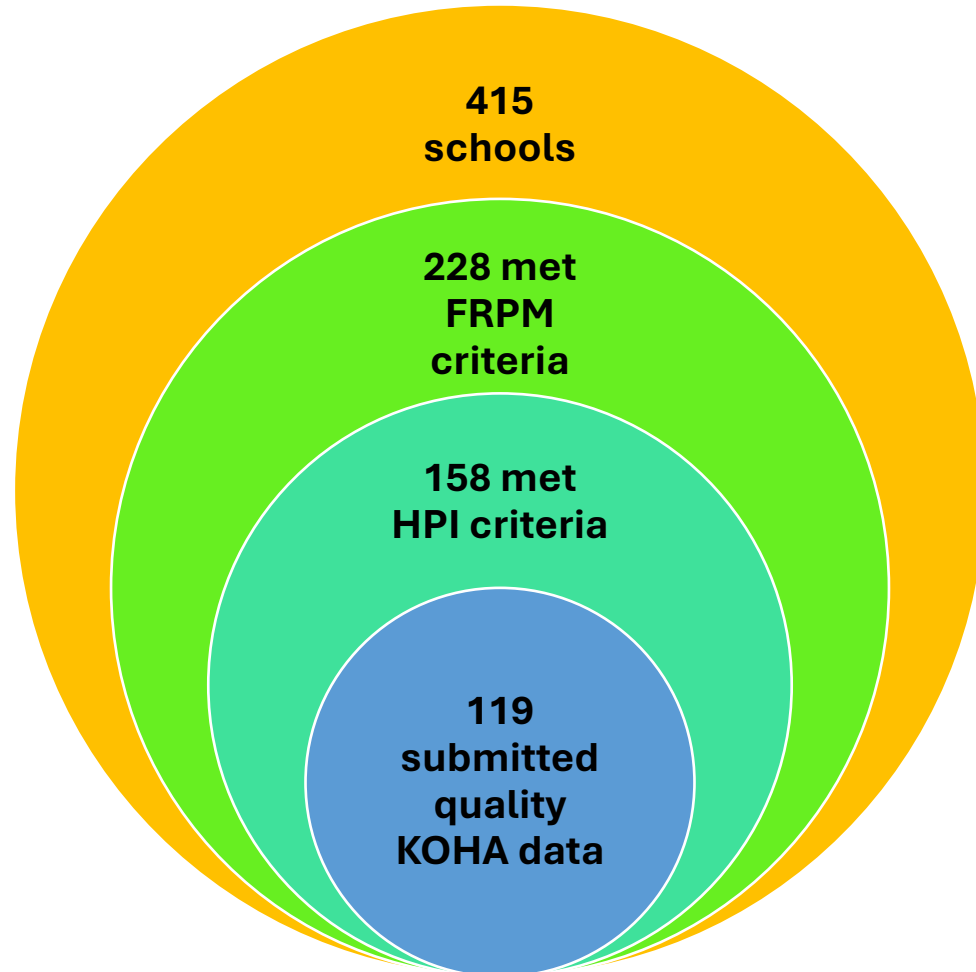 415
schools
228 met
FRPM
criteria
158 met
HPI criteria
119
submitted
quality
KOHA data